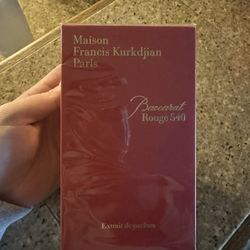 Maison
Francis Kurkdjian
Paris
Baccarat
Rouge 540
Extrait de parfum